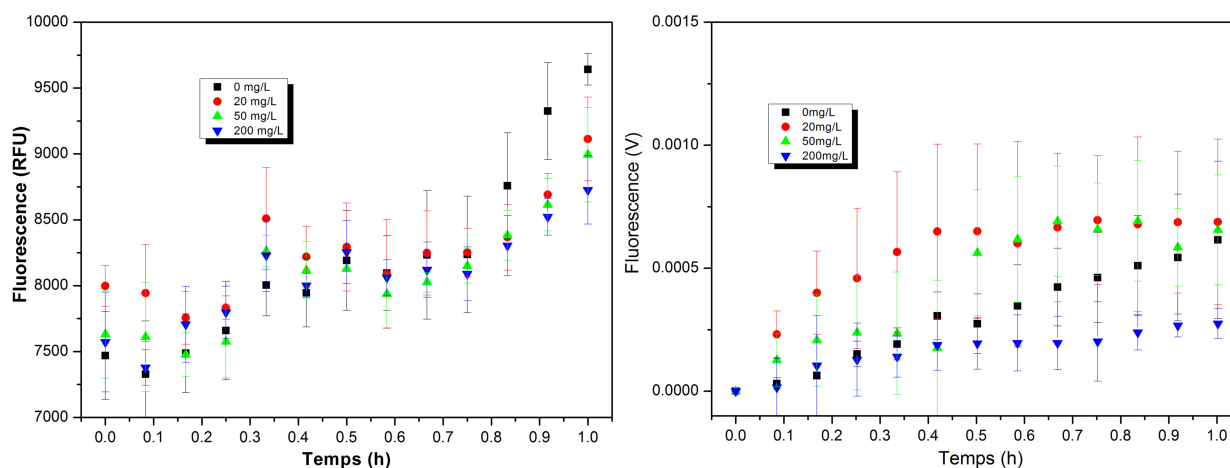 10000
9500
9000
8500
8000
7500
7000
Fluorescence (RFU)
0 mg/L
20 mg/L
50 mg/L
200 mg/L
0.0 0.1 0.2 0.3 0.4 0.5 0.6 0.7 0.8 0.9 1.0
Temps (h)
0.0015
0.0010
0.0005
0.0000
Fluorescence (V)
0mg/L
20mg/L
50mg/L
200mg/L
0.0 0.1 0.2 0.3 0.4 0.5 0.6 0.7 0.8 0.9 1.0
Temps (h)